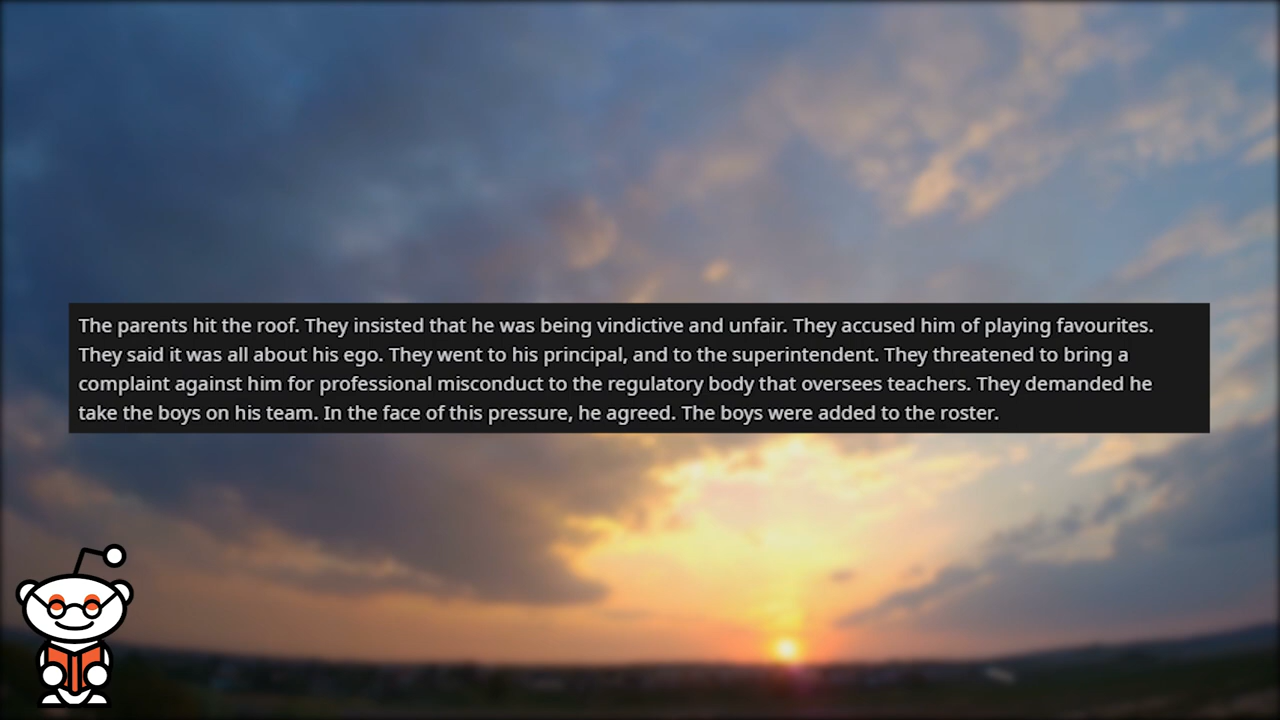 The parents hit the roof. They insisted that he was being vindictive and unfair. They accused him of playing favourites.
They said it was all about his ego. They went to his principal, and to the superintendent. They threatened to bring a
complaint against him for professional misconduct to the regulatory body that oversees teachers. They demanded he
take the boys on his team. In the face of this pressure, he agreed. The boys were added to the roster.